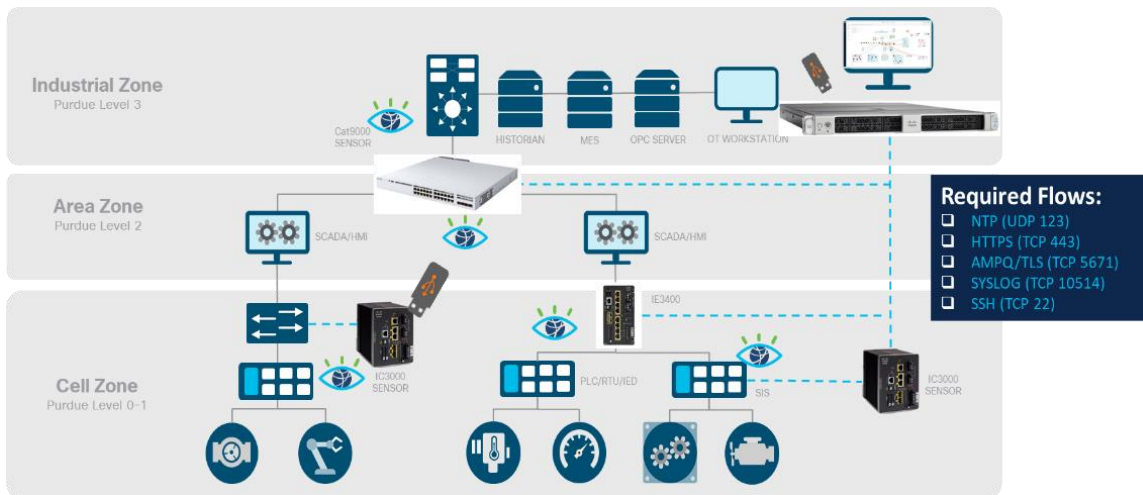 Industrial Zone
Purdue Level 3
Cat9000
SENSOR
HISTORIAN
MES
OPC SERVER
OT WORKSTATION
Area Zone
Purdue Level 2
SCADA/HMI
SCADA/HMI
Required Flows:
NTP (UDP 123)
HTTPS (TCP 443)
AMPQ/TLS (TCP 5671)
SYSLOG (TCP 10514)
SSH (TCP 22)
IE3400
Cell Zone
Purdue Level 0-1
IC3000
SENSOR
PLC/RTU/IED
SIS
IC3000
SENSOR